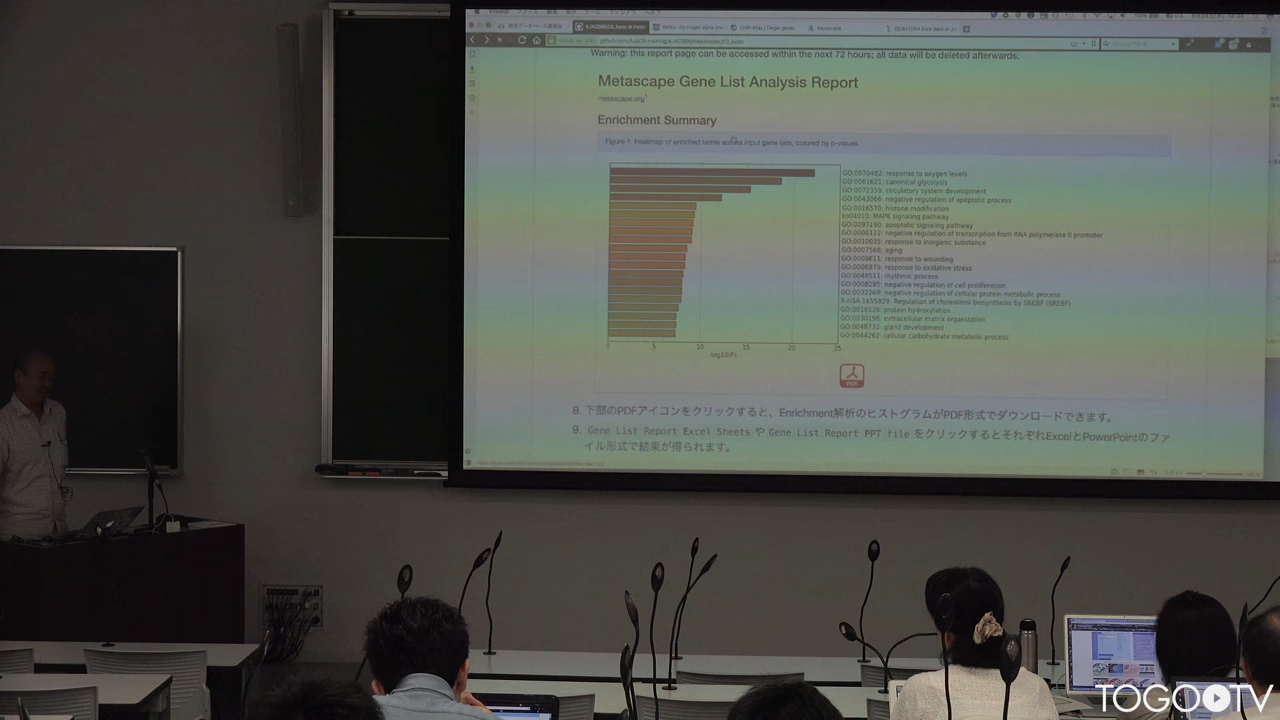 Warning: this report page can be accessed within the next 72 hours; all data will be deleted afterwards.
Metascape Gene List Analysis Report
metascape.org
Enrichment Summary
Figure 1. Heatmap of enriched terms across input gene lists, colored by p-values.
GO:0070482: response to oxygen levels
GO:0061621: canonical glycolysis
GO:0072359: circulatory system development
GO:0043066: negative regulation of apoptotic process
GO:0016570: histone modification
ko04010: MAPK signaling pathway
GO:0097190: apoptotic signaling pathway
GO:0000122: negative regulation of transcription from RNA polymerase II promoter
GO:0010035: response to inorganic substance
GO:0007568: aging
GO:0009611: response to wounding
GO:0006979: response to oxidative stress
GO:0048511: rhythmic process
GO:0008285: negative regulation of cell proliferation
GO:0032269: negative regulation of cellular protein metabolic process
R-HSA-1655829: Regulation of cholesterol biosynthesis by SREBP (SREBF)
GO:0018126: protein hydroxylation
GO:0030198: extracellular matrix organization
GO:0048732: gland development
GO:0044262: cellular carbohydrate metabolic process
0 5 10 15 20 25
-log10(P)
PDF
8. 下部のPDFアイコンをクリックすると、Enrichment解析のヒストグラムがPDF形式でダウンロードできます。
9. Gene List Report Excel Sheets や Gene List Report PPT file をクリックするとそれぞれExcelとPowerPointのファ
イル形式で結果が得られます。
TOGO TV